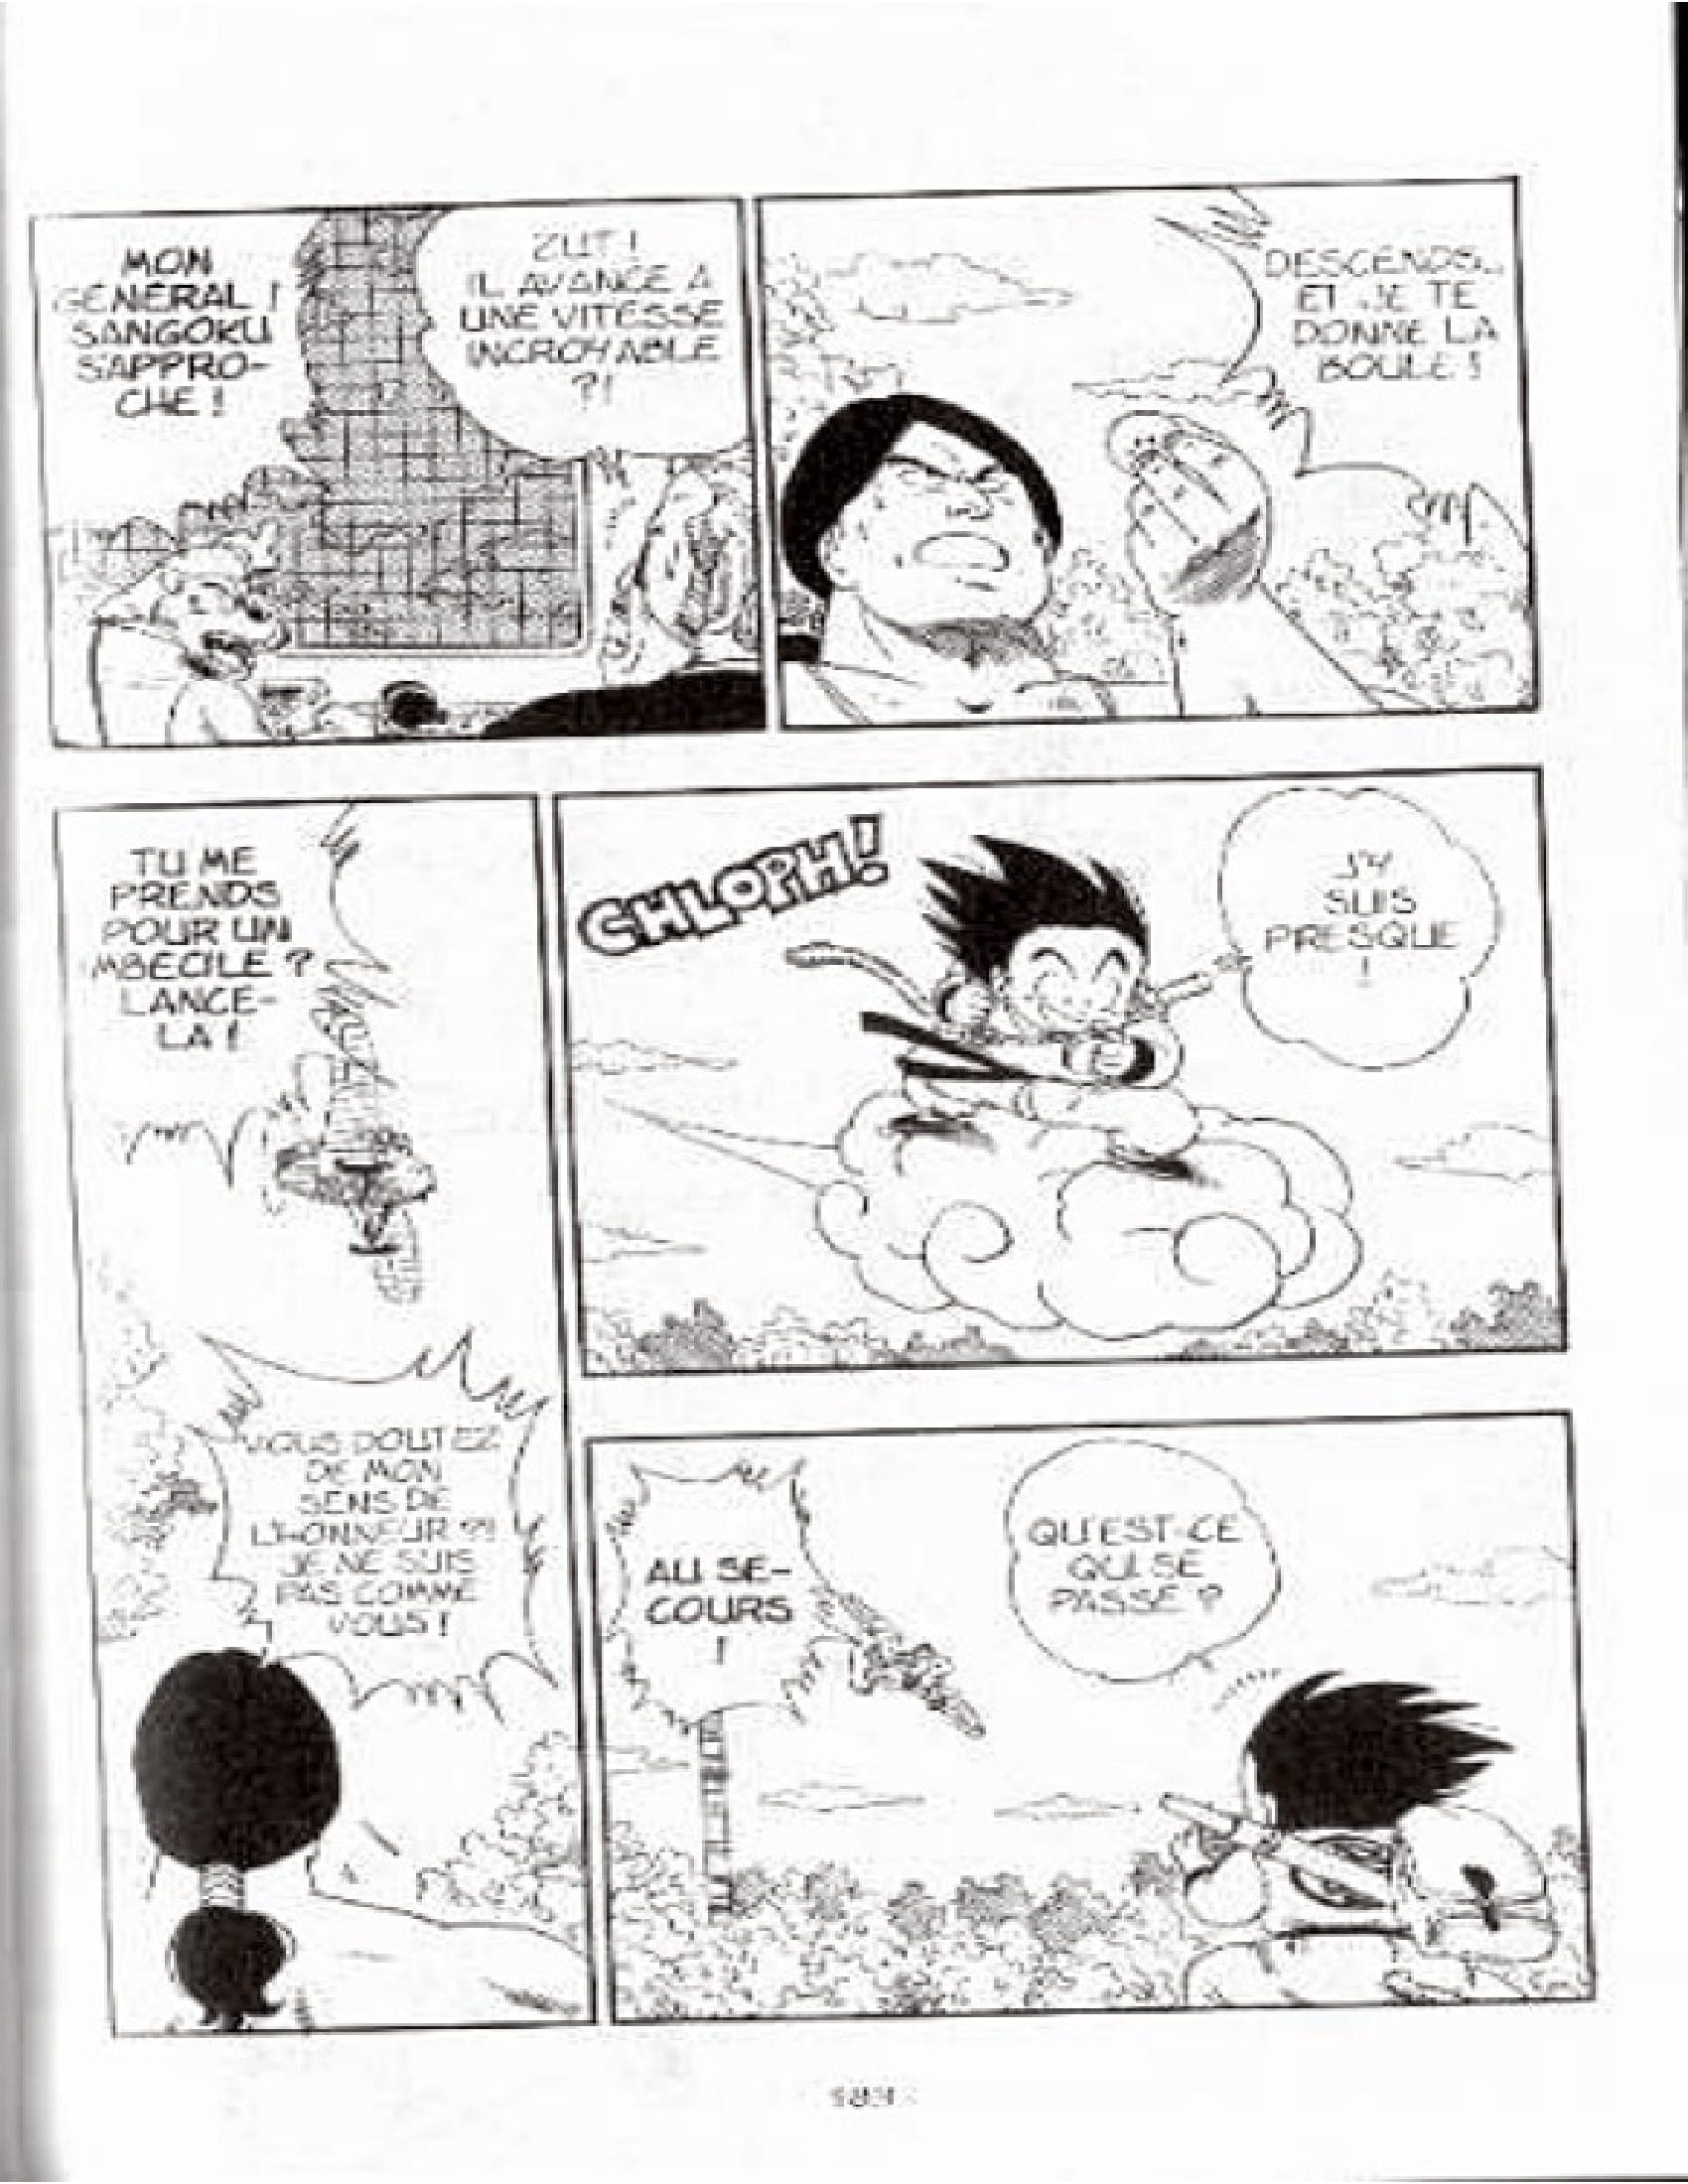 MON
GÉNÉRAL !
SANGOKU
S'APPRO-
CHE !
ZUT !
IL AVANCE A
UNE VITESSE
INCROYABLE
?!
DESCENDS..
ET JE TE
DONNE LA
BOULE !
TU ME
PRENDS
POUR UN
IMBECILE ?
LANCE-
LA !
VOUS DOUTEZ
DE MON
SENS DE
L'HONNEUR ?!
JE NE SUIS
PAS COMME
VOUS !
CHLOPH!
J'Y
SUIS
PRESQUE
!
AU SE-
COURS
!
QU'EST-CE
QUI SE
PASSE ?